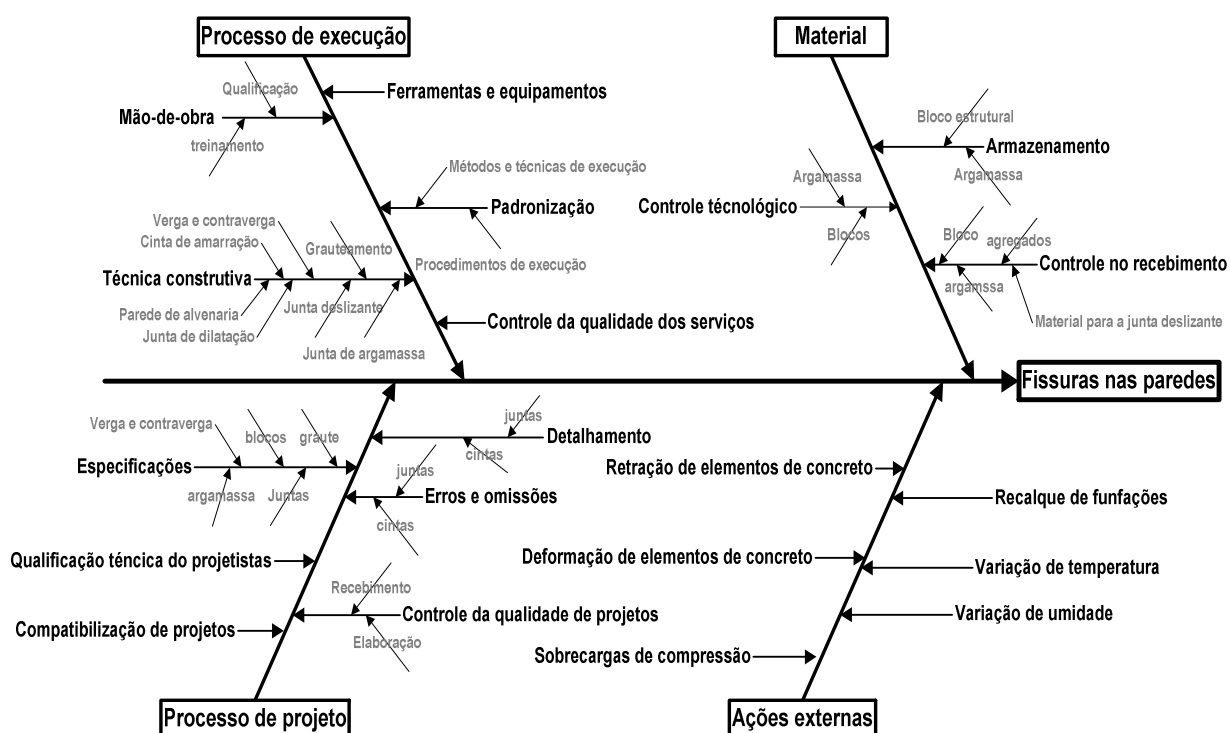 Processo de execução
Material
Qualificação
Ferramentas e equipamentos
Mão-de-obra
treinamento
Bloco estrutural
Armazenamento
Argamassa
Métodos e técnicas de execução
Padronização
Procedimentos de execução
Argamassa
Controle técnológico
Blocos
Verga e contraverga
Cinta de amarração
Grauteamento
Técnica construtiva
Parede de alvenaria
Junta de dilatação
Junta deslizante
Junta de argamassa
Bloco
agregados
Controle no recebimento
argamssa
Material para a junta deslizante
Controle da qualidade dos serviços
Fissuras nas paredes
Verga e contraverga
blocos
graute
Especificações
argamassa
Juntas
juntas
Detalhamento
cintas
juntas
Erros e omissões
cintas
Retração de elementos de concreto
Recalque de funfações
Qualificação téncica do projetistas
Deformação de elementos de concreto
Variação de temperatura
Recebimento
Controle da qualidade de projetos
Elaboração
Variação de umidade
Compatibilização de projetos
Sobrecargas de compressão
Processo de projeto
Ações externas